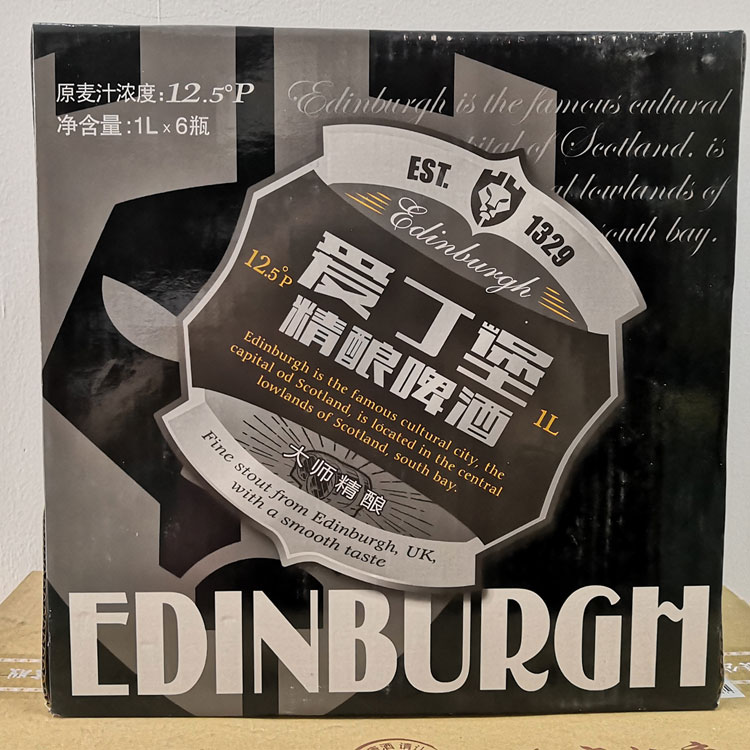 原麦汁浓度:12.5°P
净含量:1L×6瓶
Edinburgh is the famous cultural
ital of Scotland. is
al lowlands of
outh bay.
EST.
1329
Edinburgh
12.5°P
爱丁堡
精酿啤酒
1L
Edinburgh is the famous cultural city, the
capital od Scotland, is located in the central
lowlands of Scotland, south bay.
大师精酿
Fine stout from Edinburgh, UK,
with a smooth taste
EDINBURGH